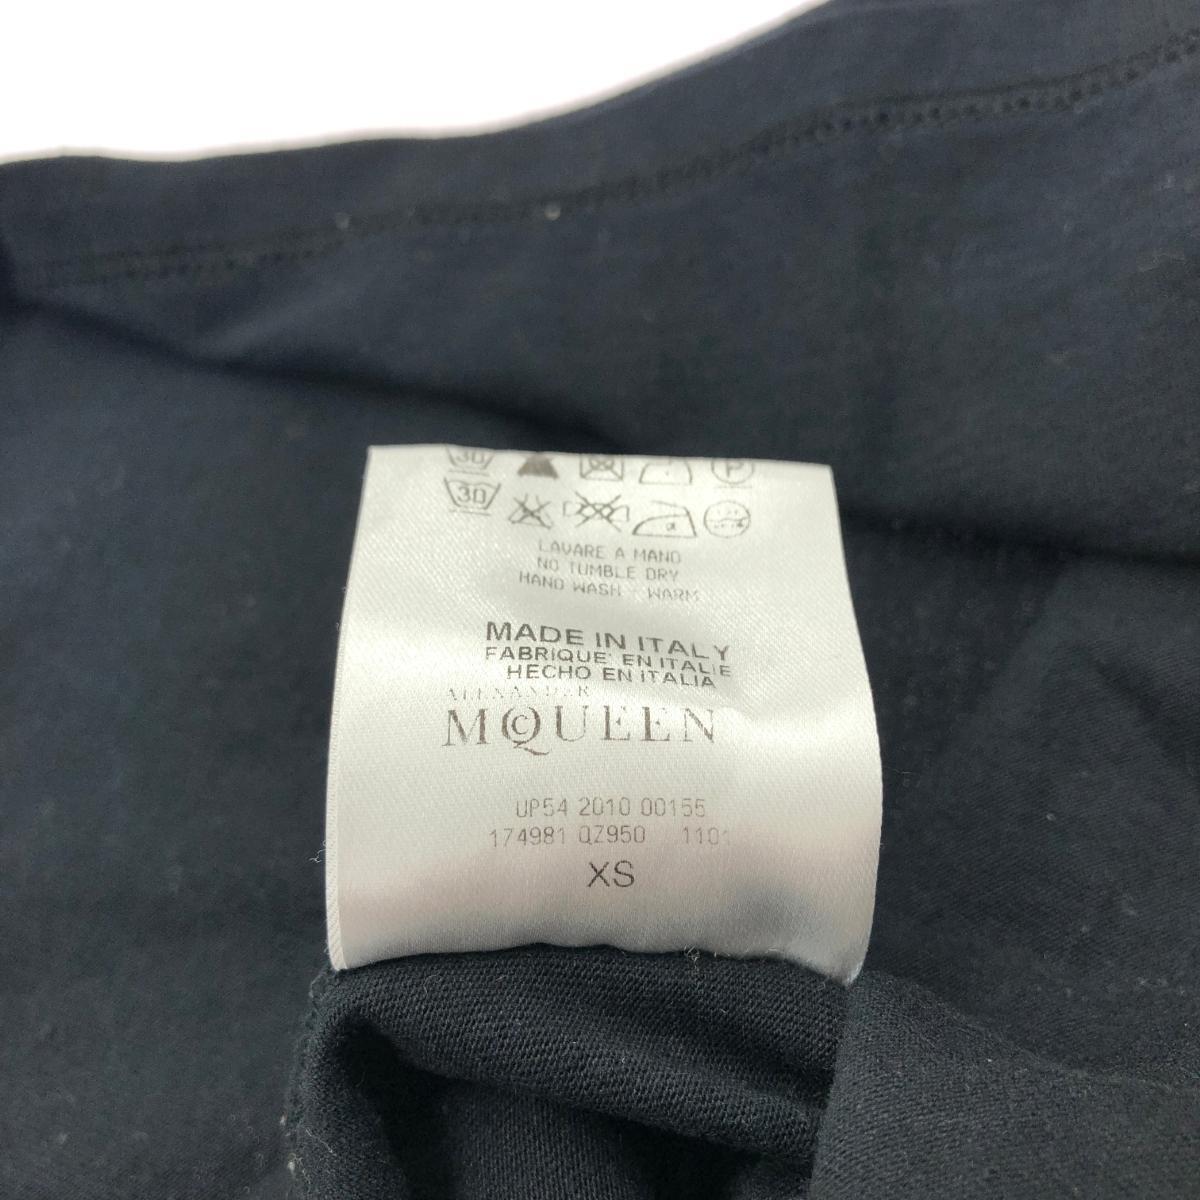 30
P
30
LAVARE A MANO
NO TUMBLE DRY
HAND WASH - WARM
MADE IN ITALY
FABRIQUE EN ITALIE
HECHO EN ITALIA
ALEXANDER
MCQUEEN
UP54 2010 00155
174981 QZ950 1101
XS